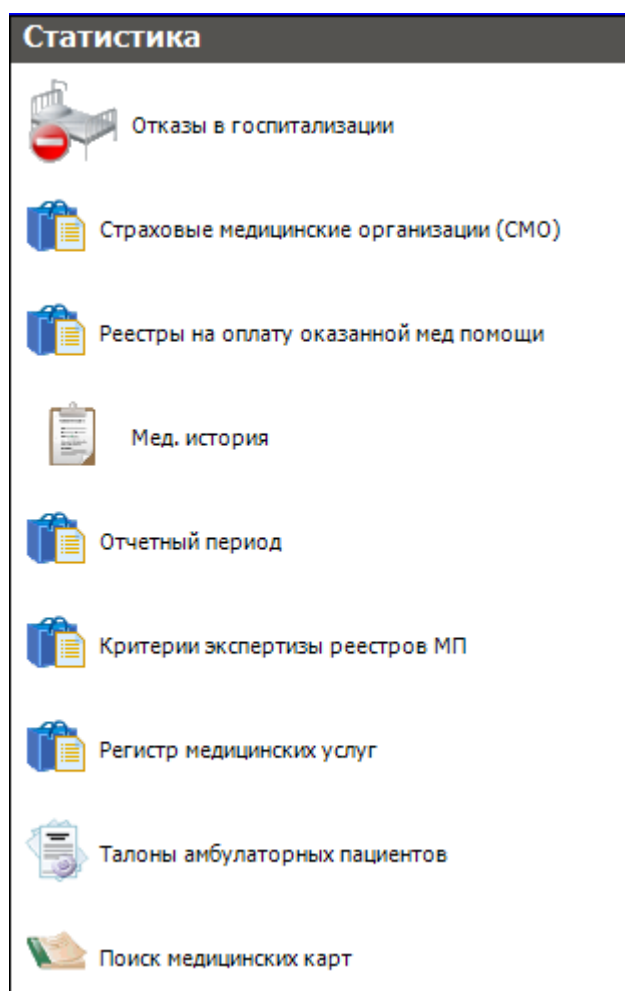 Статистика
Отказы в госпитализации
Страховые медицинские организации (СМО)
Реестры на оплату оказанной мед помощи
Мед. история
Отчетный период
Критерии экспертизы реестров МП
Регистр медицинских услуг
Талоны амбулаторных пациентов
Поиск медицинских карт